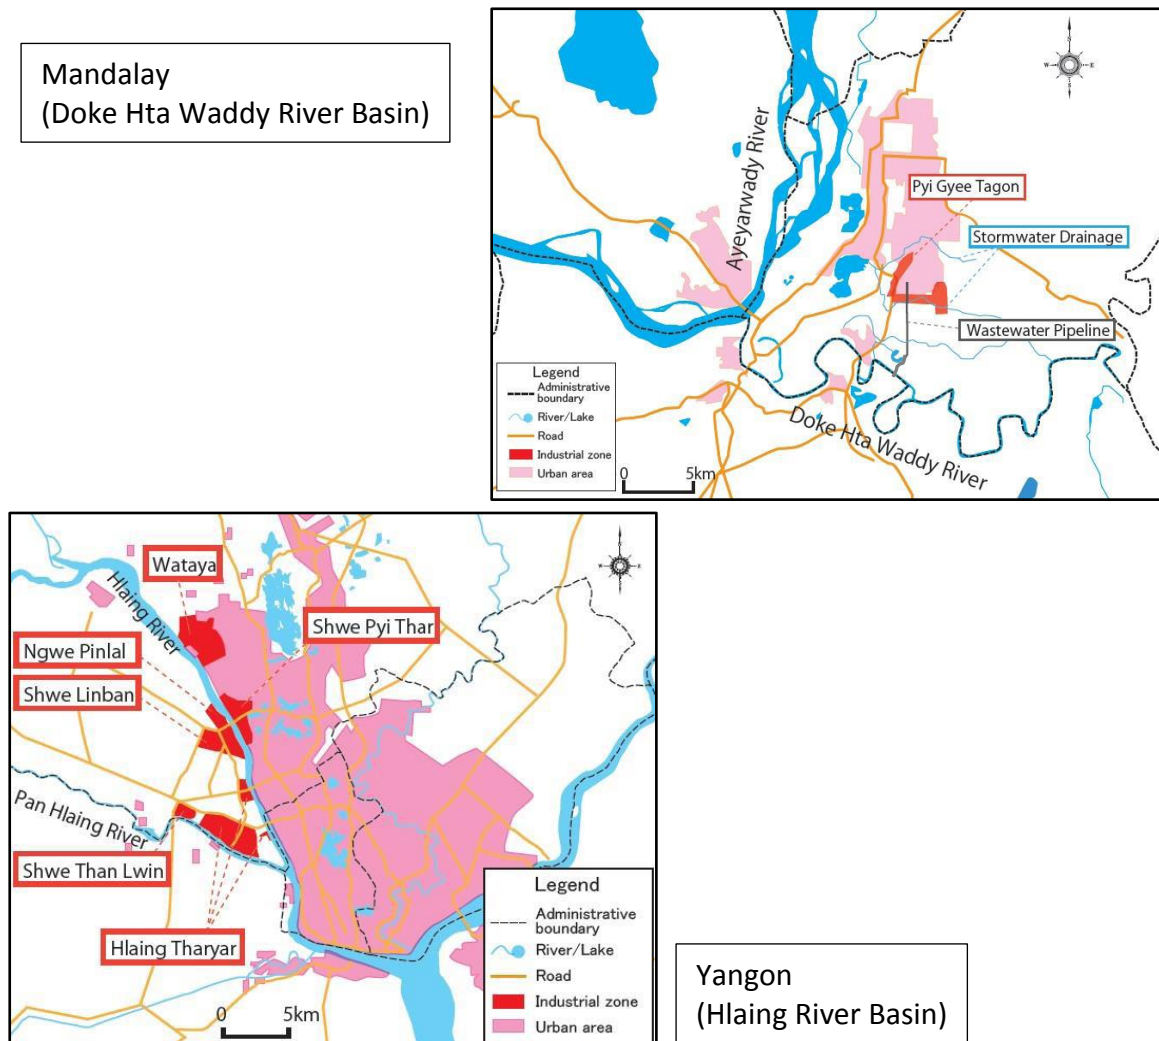 Mandalay
(Doke Hta Waddy River Basin)
N
W
E
S
Ayeyarwady River
Pyi Gyee Tagon
Stormwater Drainage
Wastewater Pipeline
Doke Hta Waddy River
Legend
Administrative
boundary
River/Lake
Road
Industrial zone
Urban area
0 5km
N
W
E
S
Wataya
Hlaing River
Shwe Pyi Thar
Ngwe Pinlal
Shwe Linban
Pan Hlaing River
Shwe Than Lwin
Hlaing Tharyar
0 5km
Legend
Administrative
boundary
River/Lake
Road
Industrial zone
Urban area
Yangon
(Hlaing River Basin)